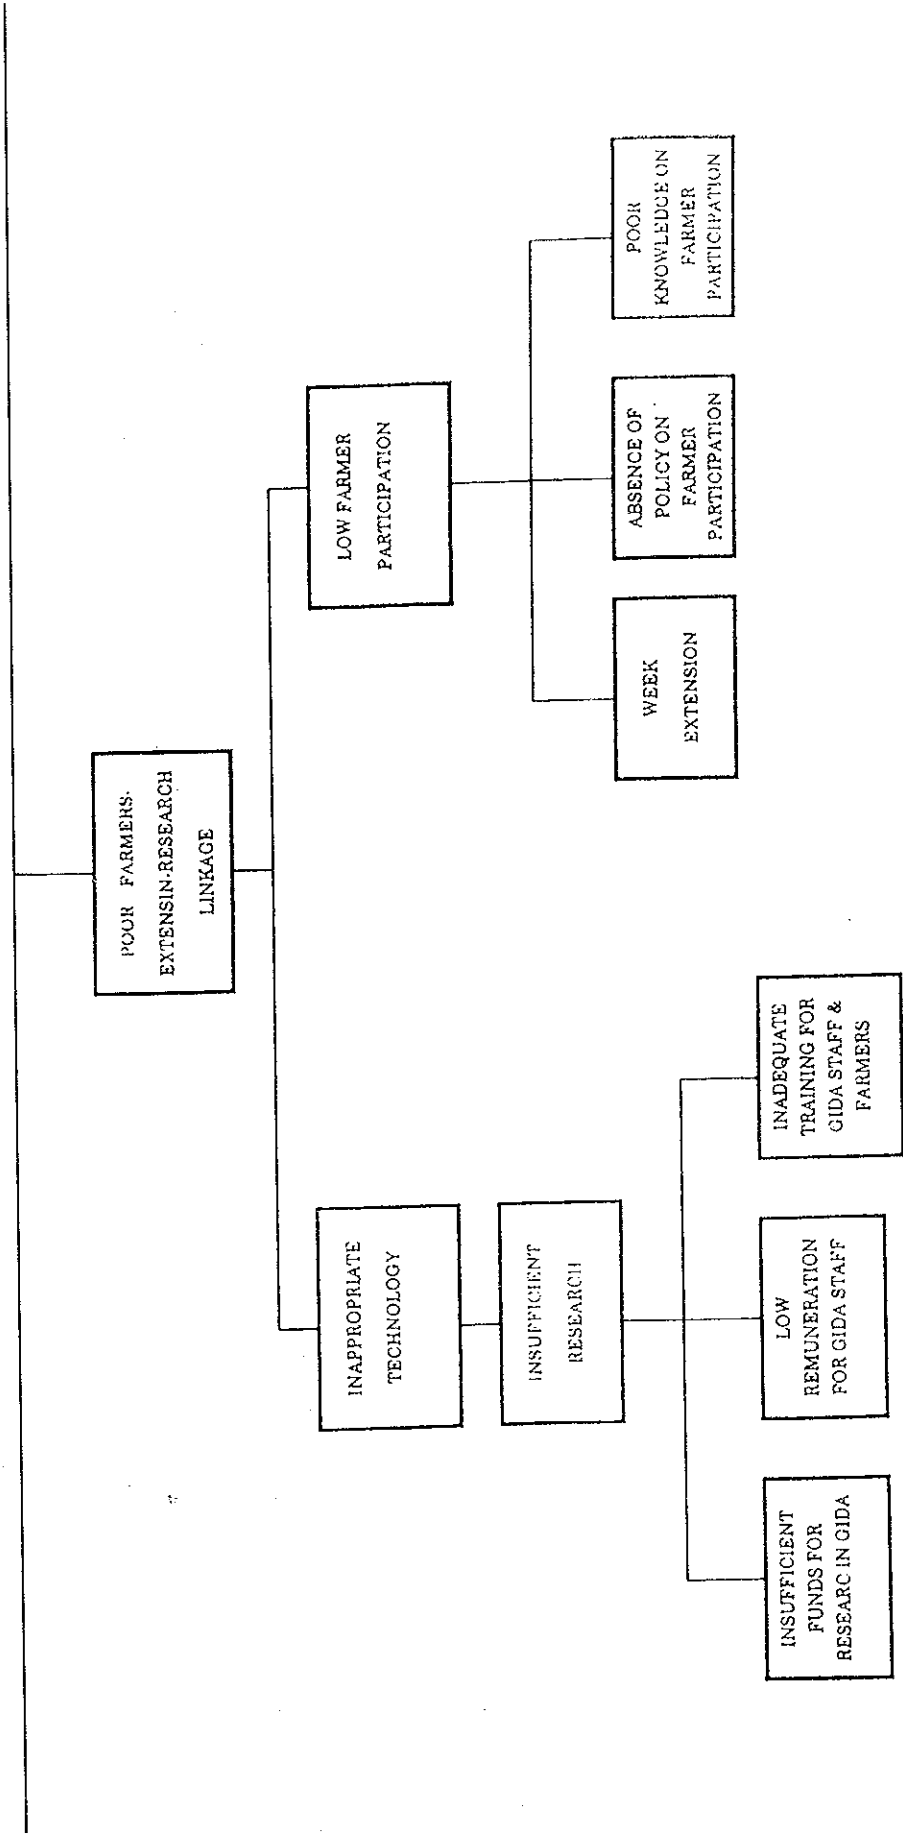 POOR FARMERS.
EXTENSIN-RESEARCH
LINKAGE
INAPPROPRIATE
TECHNOLOGY
LOW FARMER
PARTICIPATION
INSUFFICIENT
RESEARCH
WEEK
EXTENSION
ABSENCE OF
POLICY ON
FARMER
PARTICIPATION
POOR
KNOWLEDGE ON
FARMER
PARTICIPATION
INSUFFICIENT
FUNDS FOR
RESEARC IN GIDA
LOW
REMUNERATION
FOR GIDA STAFF
INADEQUATE
TRAINING FOR
GIDA STAFF &
FARMERS